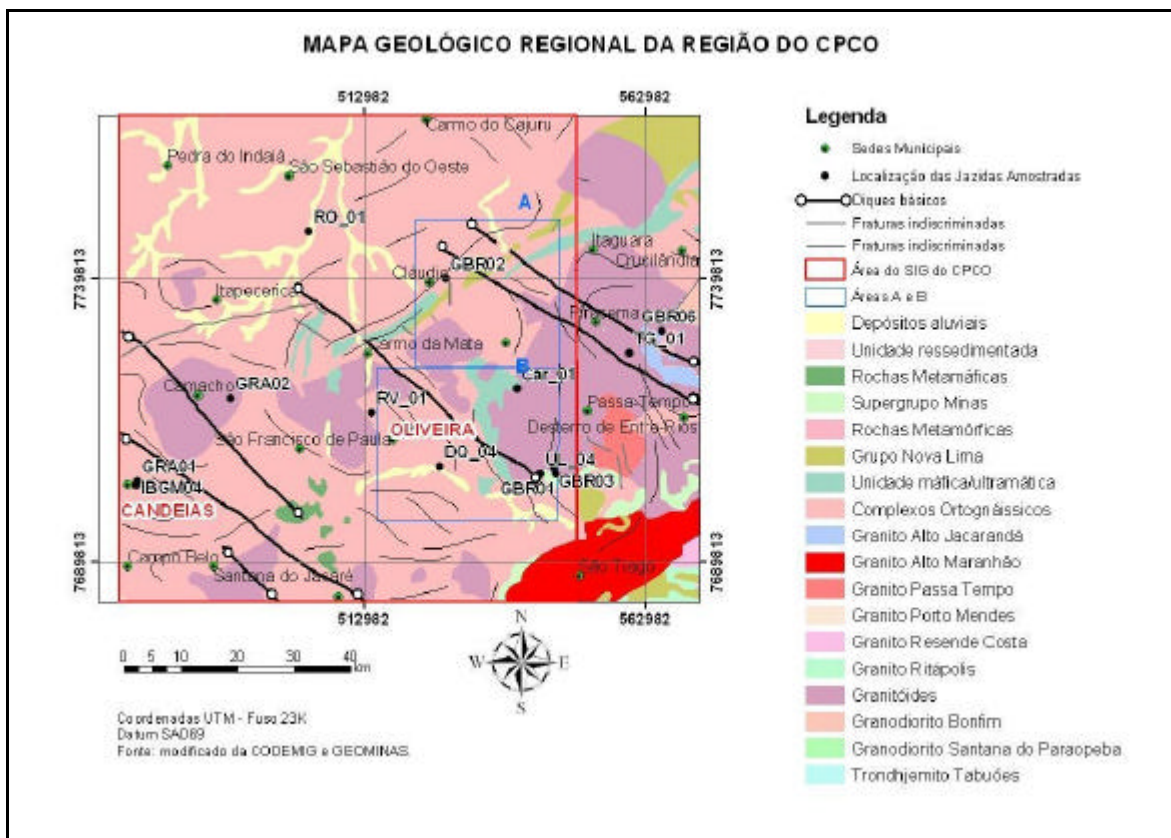 MAPA GEOLÓGICO REGIONAL DA REGIÃO DO CPCO
512982
562982
Carmo do Cajuru
Pedra do Indaiá
São Sebastião do Oeste
RO_01
A
Itaguara
Crucilândia
7739813
7739813
Claudio
GBR02
Itapecerica
Piracema
GBR06
TG_01
Carmo da Mata
B
Car_01
Camacho
GRA02
RV_01
Passa-Tempo
OLIVEIRA
Desterro de Entre-Rios
São Francisco de Paula
DQ_04
UL_04
GRA01
GBR01
GBR03
IBGM04
CANDEIAS
Campo Belo
Santana do Jacaré
São Tiago
7689813
7689813
512982
562982
N
W
E
S
0 5 10 20 30 40
km
Coordenadas UTM - Fuso 23K
Datum SAD69
Fonte: modificado da CODEMIG e GEOMINAS.
Legenda
Sedes Municipais
Localização das Jazidas Amostradas
Diques básicos
Fraturas indiscriminadas
Fraturas indiscriminadas
Área do SIG do CPCO
Áreas A e B
Depósitos aluviais
Unidade ressedimentada
Rochas Metamáficas
Supergrupo Minas
Rochas Metamórficas
Grupo Nova Lima
Unidade máfica/ultramática
Complexos Ortognáissicos
Granito Alto Jacarandá
Granito Alto Maranhão
Granito Passa Tempo
Granito Porto Mendes
Granito Resende Costa
Granito Ritápolis
Granitóides
Granodiorito Bonfim
Granodiorito Santana do Paraopeba
Trondhjemito Tabuões